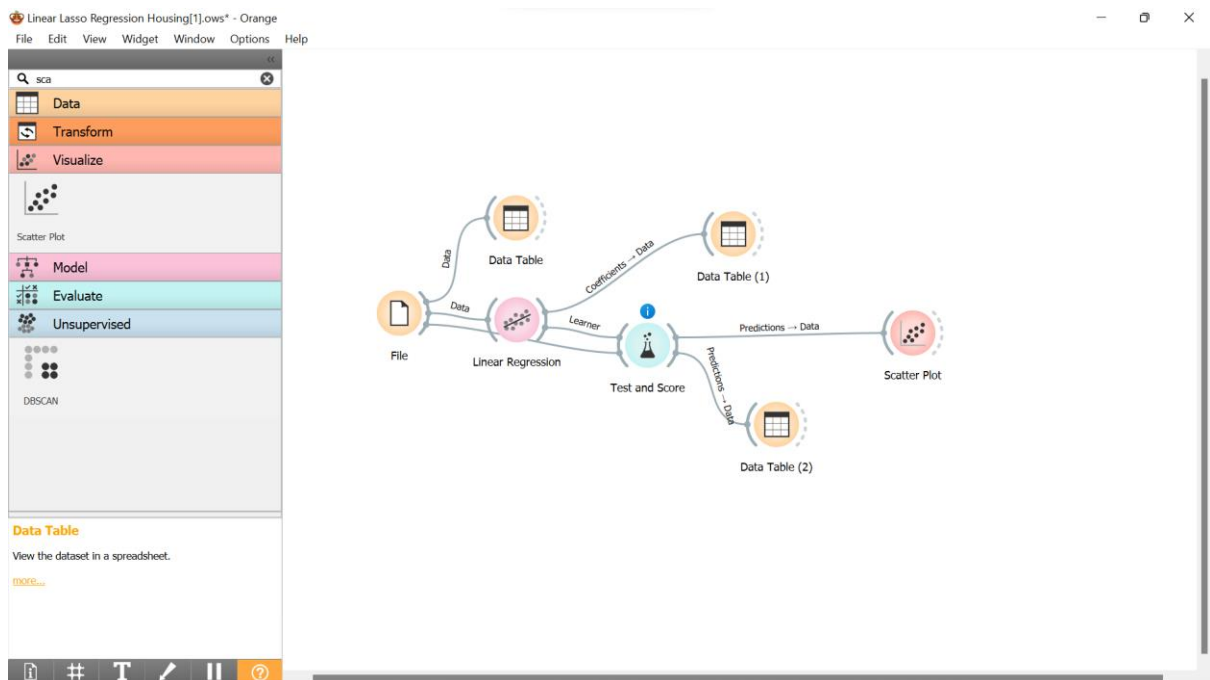 Linear Lasso Regression Housing[1].ows* - Orange
File Edit View Widget Window Options Help
sca
Data
Transform
Visualize
Scatter Plot
Model
Evaluate
Unsupervised
DBSCAN
Data Table
View the dataset in a spreadsheet.
more...
Data
Data Table
Coefficients → Data
Data Table (1)
File
Data
Linear Regression
Learner
Test and Score
Predictions → Data
Scatter Plot
Predictions → Data
Data Table (2)